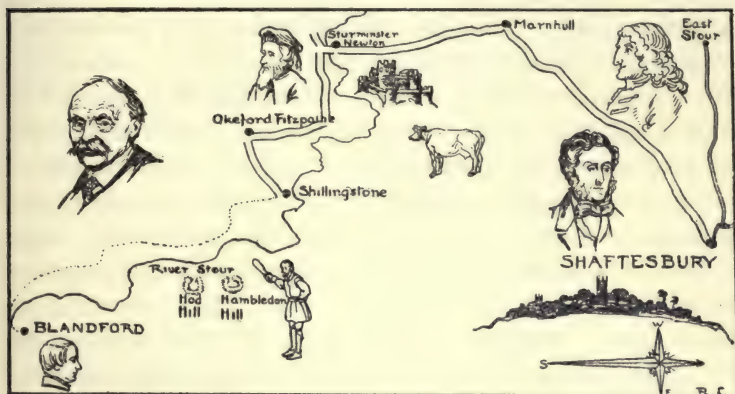 Sturminster
Newton
Marnhull
East
Stour
Okeford Fitzpaine
Shillingstone
SHAFTESBURY
River Stour
Hod
Hill
Hambledon
Hill
BLANDFORD
W
S
E